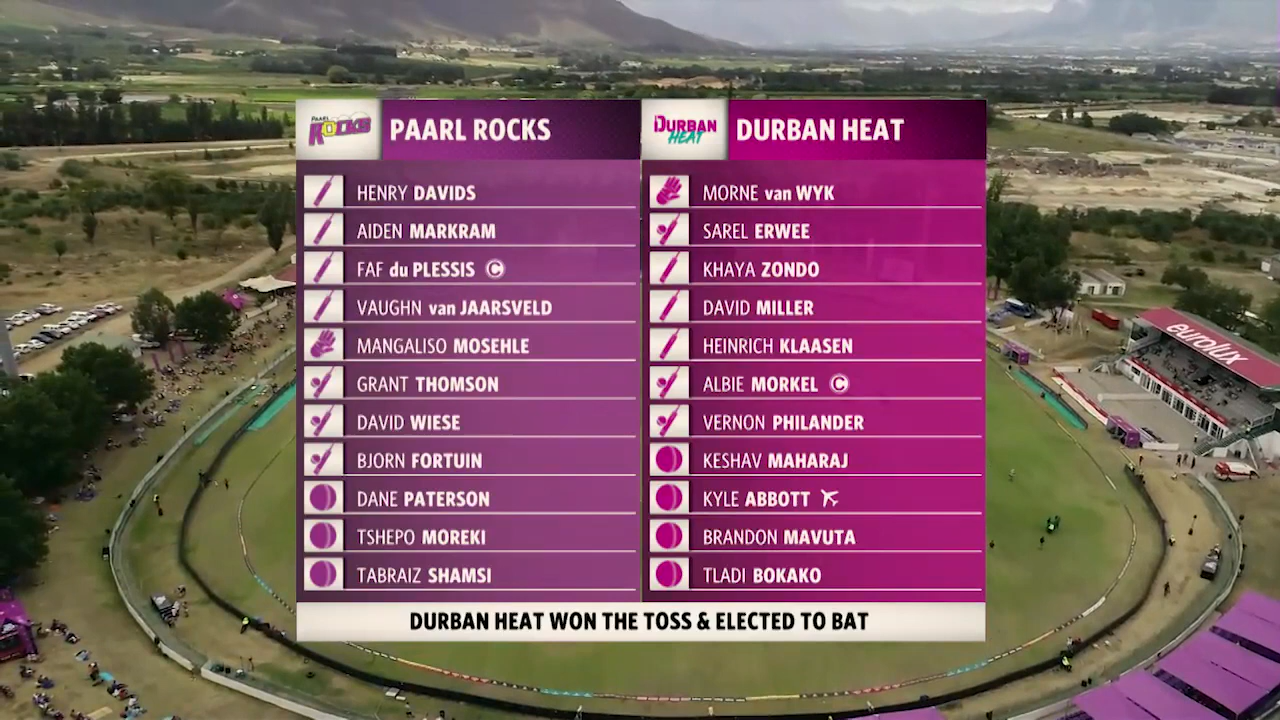 PAARL ROCKS
PAARL ROCKS
HENRY DAVIDS
AIDEN MARKRAM
FAF du PLESSIS C
VAUGHN van JAARSVELD
MANGALISO MOSEHLE
GRANT THOMSON
DAVID WIESE
BJORN FORTUIN
DANE PATERSON
TSHEPO MOREKI
TABRAIZ SHAMSI
DURBAN HEAT
DURBAN HEAT
MORNE van WYK
SAREL ERWEE
KHAYA ZONDO
DAVID MILLER
HEINRICH KLAASEN
ALBIE MORKEL C
VERNON PHILANDER
KESHAV MAHARAJ
KYLE ABBOTT
BRANDON MAVUTA
TLADI BOKAKO
DURBAN HEAT WON THE TOSS & ELECTED TO BAT
eurolux